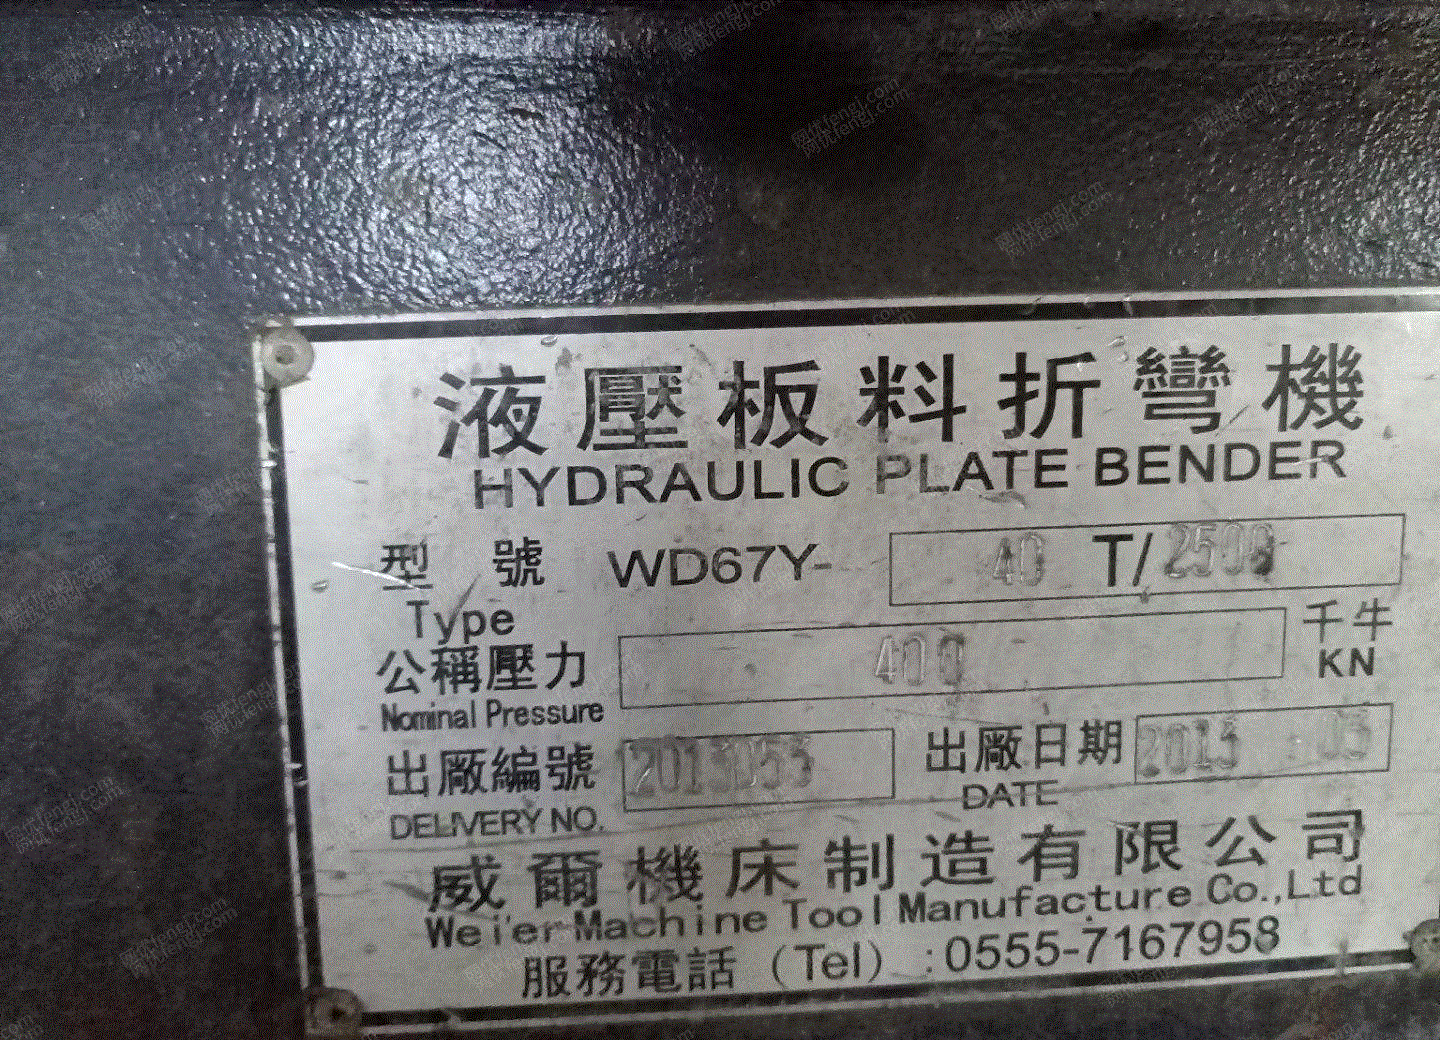 液壓板料折彎機
HYDRAULIC PLATE BENDER
型 號 WD67Y- 40 T/ 2500
Type
公稱壓力 400 千牛
Nominal Pressure KN
出廠編號 出廠日期 2013 .05
DELIVERY NO. DATE
威爾機床制造有限公司
Wei'er Machine Tool Manufacture Co.,Ltd
服務電話（Tel）:0555-7167958